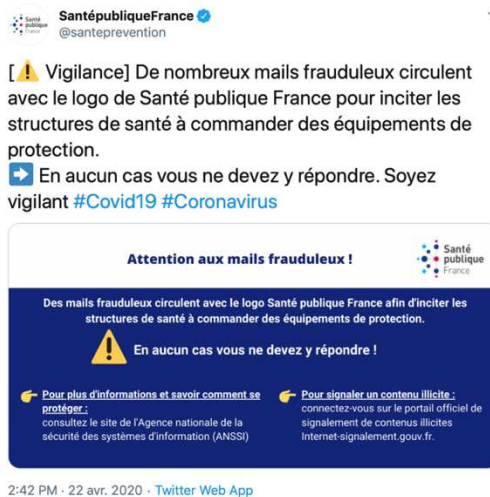 SantépubliqueFrance
@santeprevention
[⚠️ Vigilance] De nombreux mails frauduleux circulent
avec le logo de Santé publique France pour inciter les
structures de santé à commander des équipements de
protection.
➡️ En aucun cas vous ne devez y répondre. Soyez
vigilant #Covid19 #Coronavirus
Attention aux mails frauduleux !
Santé
publique
France
Des mails frauduleux circulent avec le logo Santé publique France afin d'inciter les
structures de santé à commander des équipements de protection.
En aucun cas vous ne devez y répondre !
Pour plus d'informations et savoir comment se
protéger :
consultez le site de l'Agence nationale de la
sécurité des systèmes d'information (ANSSI)
Pour signaler un contenu illicite :
connectez-vous sur le portail officiel de
signalement de contenus illicites
Internet-signalement.gouv.fr.
2:42 PM · 22 avr. 2020 · Twitter Web App